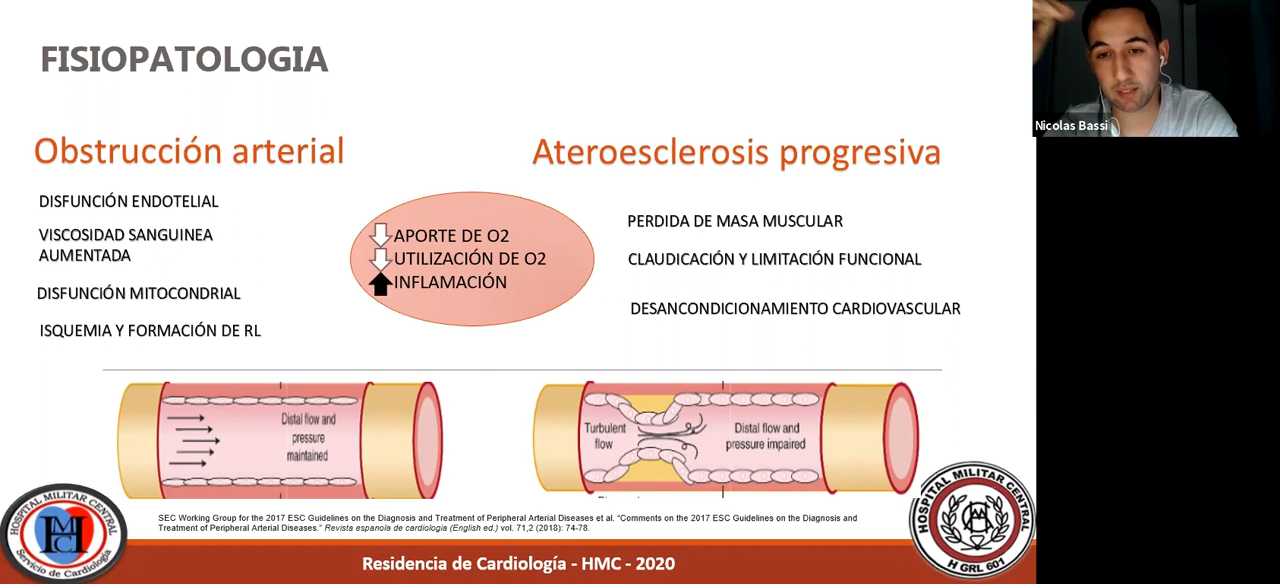 FISIOPATOLOGIA
Nicolas Bassi
Obstrucción arterial
Ateroesclerosis progresiva
DISFUNCIÓN ENDOTELIAL
VISCOSIDAD SANGUINEA
AUMENTADA
DISFUNCIÓN MITOCONDRIAL
ISQUEMIA Y FORMACIÓN DE RL
APORTE DE O2
UTILIZACIÓN DE O2
INFLAMACIÓN
PERDIDA DE MASA MUSCULAR
CLAUDICACIÓN Y LIMITACIÓN FUNCIONAL
DESANCONDICIONAMIENTO CARDIOVASCULAR
Distal flow and
pressure
maintained
Turbulent
flow
Distal flow and
pressure impaired
HOSPITAL MILITAR CENTRAL
HMC
Servicio de Cardiología
SEC Working Group for the 2017 ESC Guidelines on the Diagnosis and Treatment of Peripheral Arterial Diseases et al. “Comments on the 2017 ESC Guidelines on the Diagnosis and
Treatment of Peripheral Arterial Diseases.” Revista espanola de cardiologia (English ed.) vol. 71,2 (2018): 74-78.
HOSPITAL MILITAR CENTRAL
H GRL 601
Residencia de Cardiología - HMC - 2020